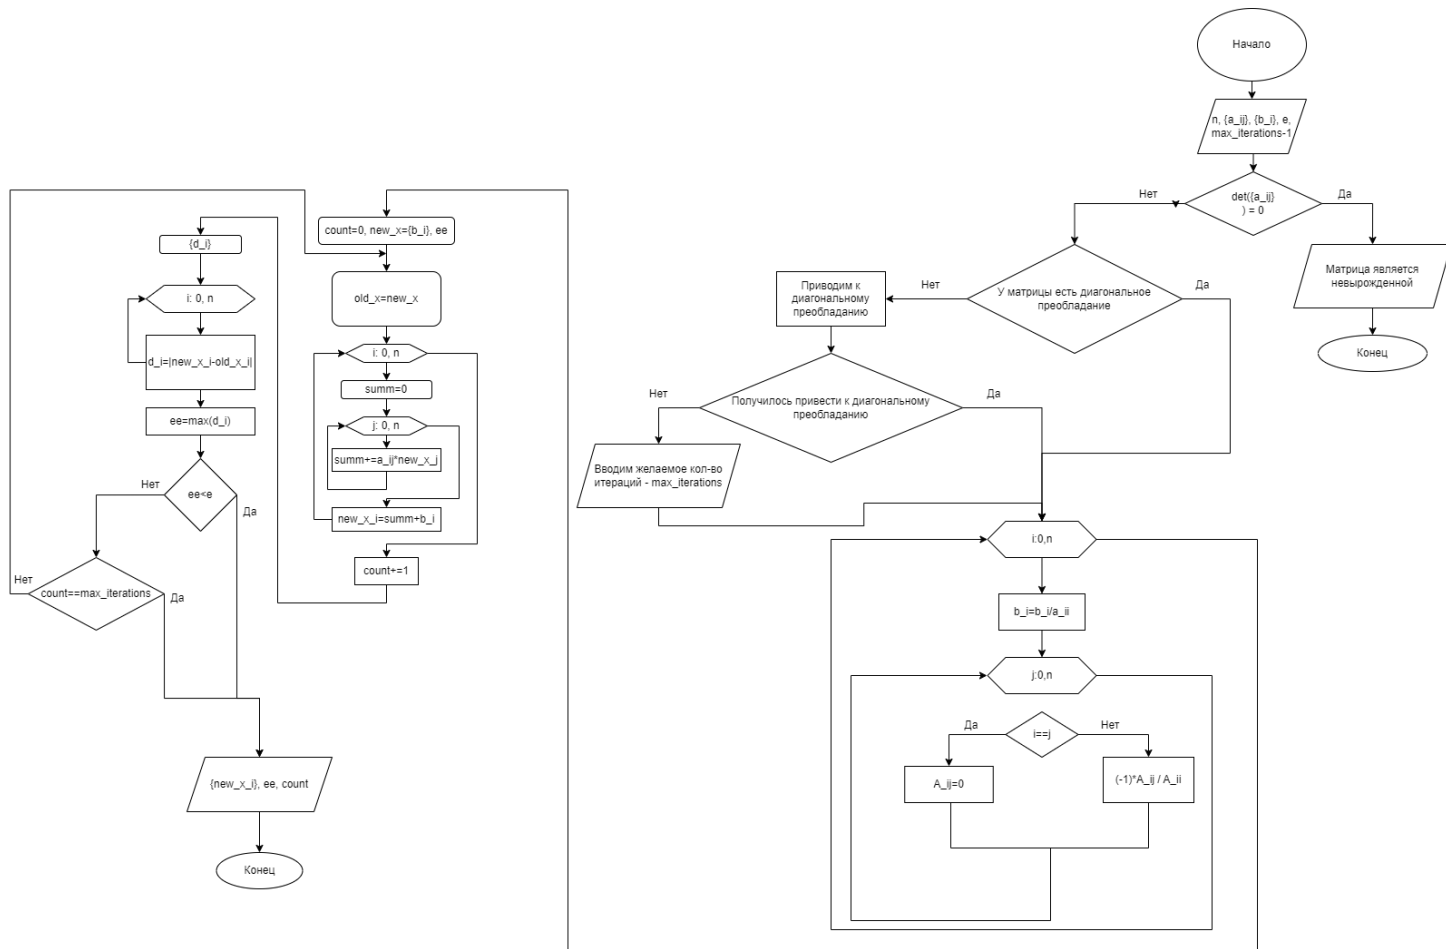 Начало
n, {a_ij}, {b_i}, e,
max_iterations-1
det({a_ij}
) = 0
Нет
Да
Матрица является
невырожденной
Конец
У матрицы есть диагональное
преобладание
Нет
Да
Приводим к
диагональному
преобладанию
Получилось привести к диагональному
преобладанию
Нет
Да
Вводим желаемое кол-во
итераций - max_iterations
i:0,n
b_i=b_i/a_ii
j:0,n
i==j
Да
Нет
A_ij=0
(-1)*A_ij / A_ii
count=0, new_x={b_i}, ee
old_x=new_x
i: 0, n
summ=0
j: 0, n
summ+=a_ij*new_x_j
new_x_i=summ+b_i
count+=1
{d_i}
i: 0, n
d_i=|new_x_i-old_x_i|
ee=max(d_i)
ee<e
Нет
Да
count==max_iterations
Нет
Да
{new_x_i}, ee, count
Конец